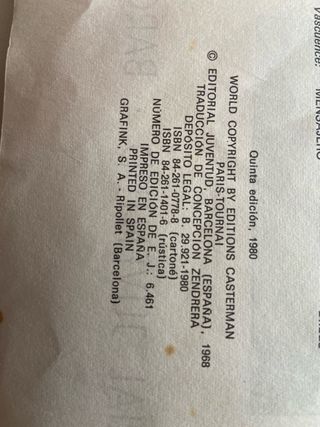 Vascuence: MENSAJERO
Quinta edición, 1980
WORLD COPYRIGHT BY EDITIONS CASTERMAN
PARIS-TOURNAI
© EDITORIAL JUVENTUD, BARCELONA (ESPAÑA), 1968
TRADUCCIÓN DE CONCEPCIÓN ZENDRERA
DEPÓSITO LEGAL: B. 29.921-1980
ISBN 84-261-0778-8 (cartoné)
ISBN 84-261-1401-6 (rústica)
NÚMERO DE EDICIÓN DE E. J.: 6.461
IMPRESO EN ESPAÑA
PRINTED IN SPAIN
GRAFINK, S. A. - Ripollet (Barcelona)